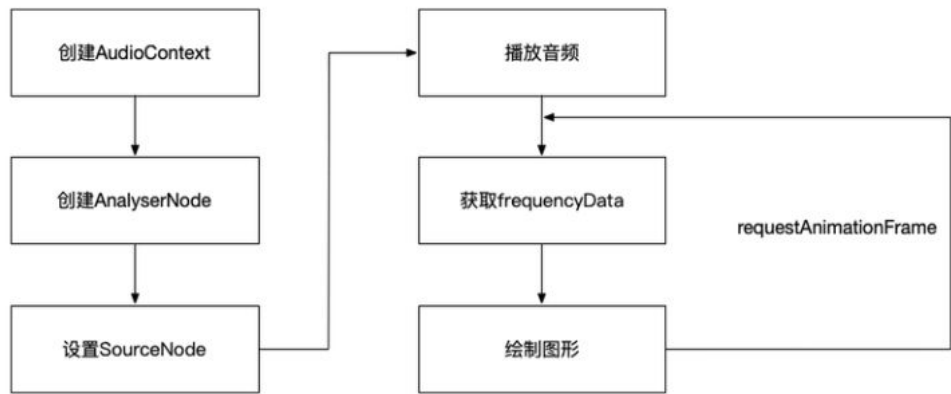 创建AudioContext
创建AnalyserNode
设置SourceNode
播放音频
获取frequencyData
绘制图形
requestAnimationFrame